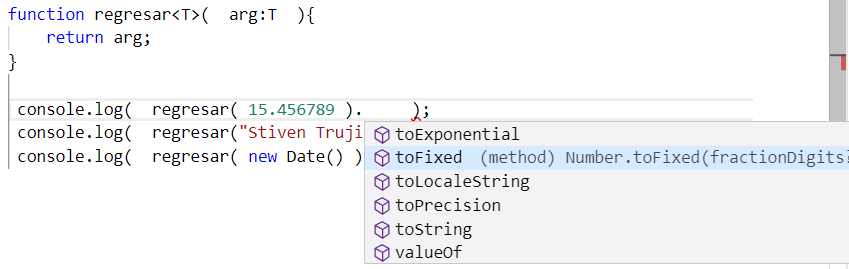 function regresar<T>(  arg:T  ){
    return arg;
}
console.log(  regresar( 15.456789 ).     );
console.log(  regresar("Stiven Truji
console.log(  regresar( new Date() )
toExponential
toFixed (method) Number.toFixed(fractionDigits?
toLocaleString
toPrecision
toString
valueOf